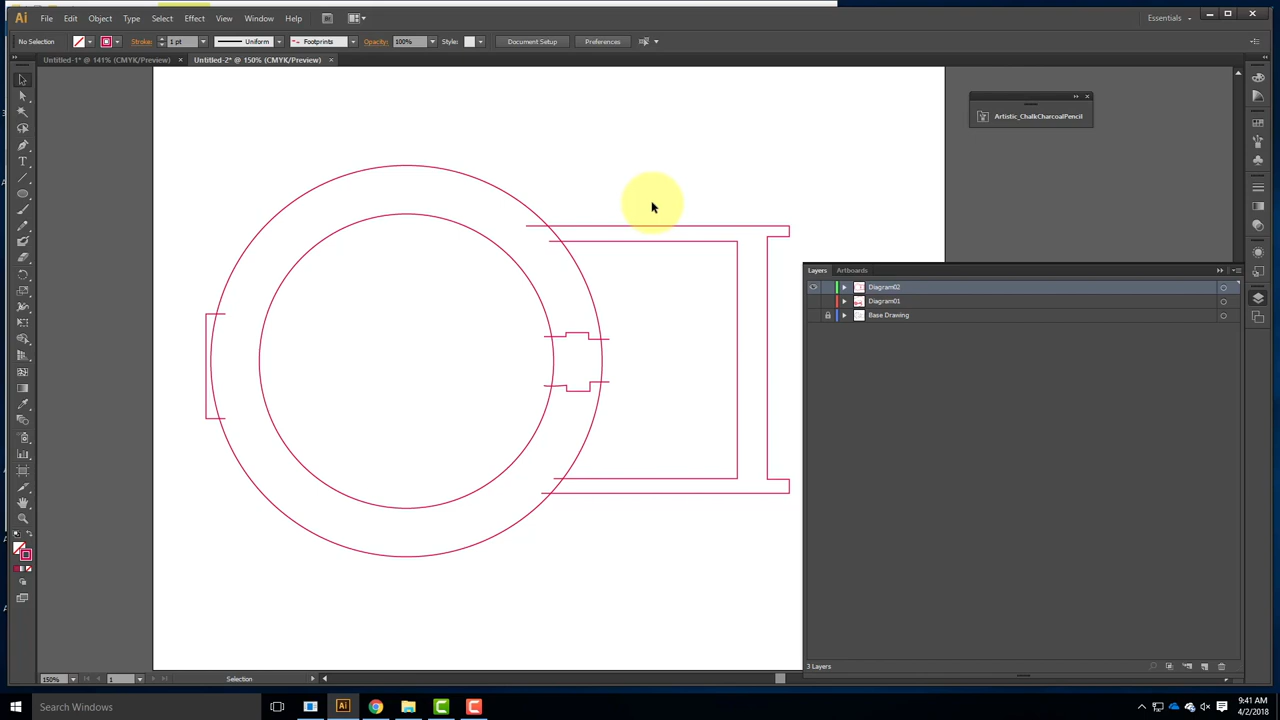 Ai File Edit Object Type Select Effect View Window Help Br Essentials
No Selection Stroke: 1 pt Uniform Footprints Opacity: 100% Style: Document Setup Preferences
Untitled-1* @ 141% (CMYK/Preview) × Untitled-2* @ 150% (CMYK/Preview) ×
Artistic_ChalkCharcoalPencil
Layers Artboards
Diagram02
Diagram01
Base Drawing
3 Layers
150% 1 Selection
Search Windows
9:41 AM
4/2/2018